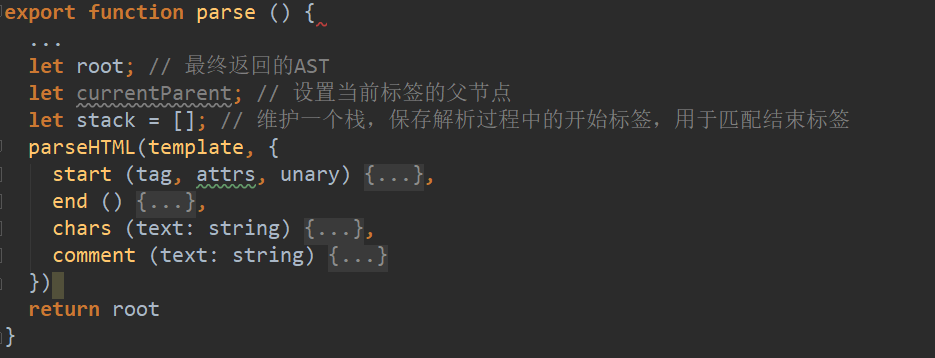 export function parse () {
  ...
  let root; // 最终返回的AST
  let currentParent; // 设置当前标签的父节点
  let stack = []; // 维护一个栈，保存解析过程中的开始标签，用于匹配结束标签
  parseHTML(template, {
    start (tag, attrs, unary) {...},
    end () {...},
    chars (text: string) {...},
    comment (text: string) {...}
  })
  return root
}